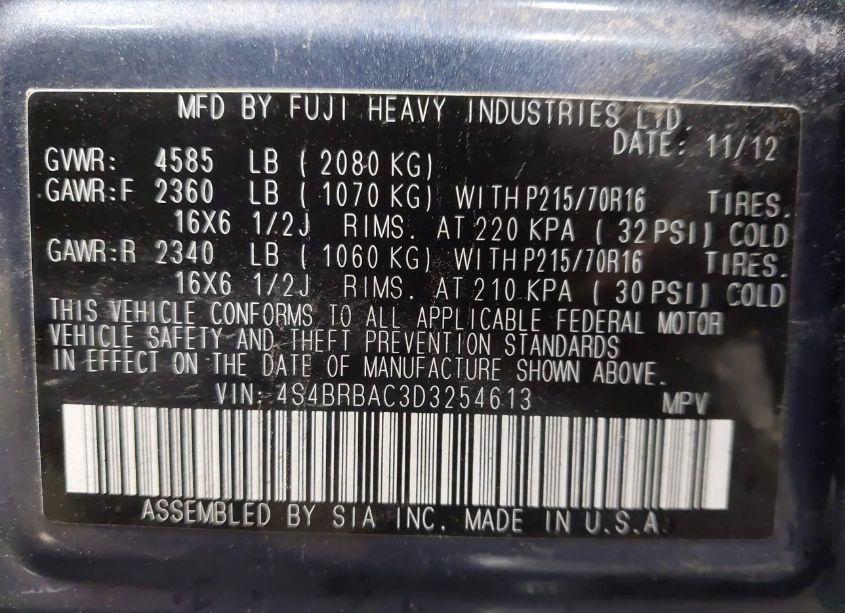 MFD BY FUJI HEAVY INDUSTRIES LTD.
DATE: 11/12
GVWR: 4585 LB ( 2080 KG)
GAWR:F 2360 LB ( 1070 KG) WITH P215/70R16 TIRES.
16X6 1/2J RIMS. AT 220 KPA ( 32 PSI) COLD
GAWR:R 2340 LB ( 1060 KG) WITH P215/70R16 TIRES.
16X6 1/2J RIMS. AT 210 KPA ( 30 PSI) COLD
THIS VEHICLE CONFORMS TO ALL APPLICABLE FEDERAL MOTOR
VEHICLE SAFETY AND THEFT PREVENTION STANDARDS
IN EFFECT ON THE DATE OF MANUFACTURE SHOWN ABOVE.
VIN: 4S4BRBAC3D3254613 MPV
ASSEMBLED BY SIA INC. MADE IN U.S.A.